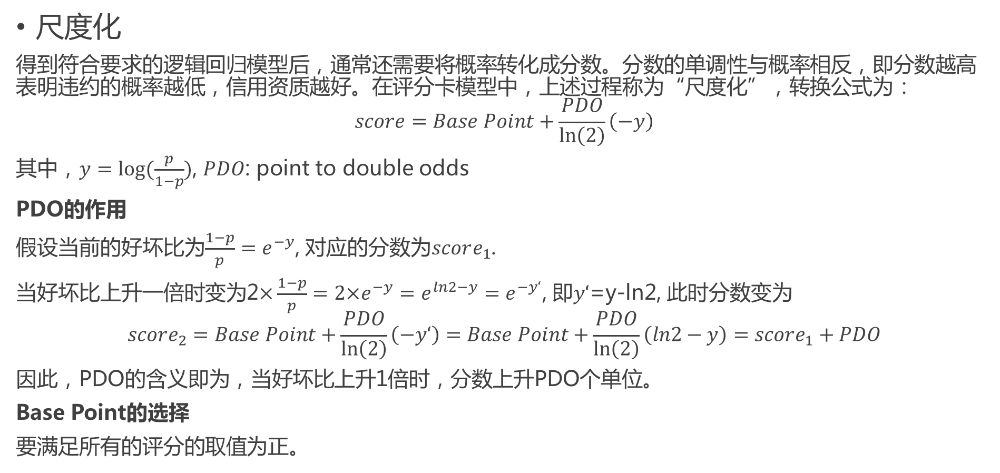 • 尺度化
得到符合要求的逻辑回归模型后，通常还需要将概率转化成分数。分数的单调性与概率相反，即分数越高
表明违约的概率越低，信用资质越好。在评分卡模型中，上述过程称为“尺度化”，转换公式为：
score = Base Point + \frac{PDO}{ln(2)} (−y)
其中，y = log(\frac{p}{1−p}), PDO: point to double odds
PDO的作用
假设当前的好坏比为\frac{1−p}{p} = e^{−y}, 对应的分数为score_1.
当好坏比上升一倍时变为2× \frac{1−p}{p} = 2×e^{−y} = e^{ln2−y} = e^{−y‘}, 即y‘=y-ln2, 此时分数变为
score_2 = Base Point + \frac{PDO}{ln(2)} (−y‘) = Base Point + \frac{PDO}{ln(2)} (ln2 − y) = score_1 + PDO
因此，PDO的含义即为，当好坏比上升1倍时，分数上升PDO个单位。
Base Point的选择
要满足所有的评分的取值为正。